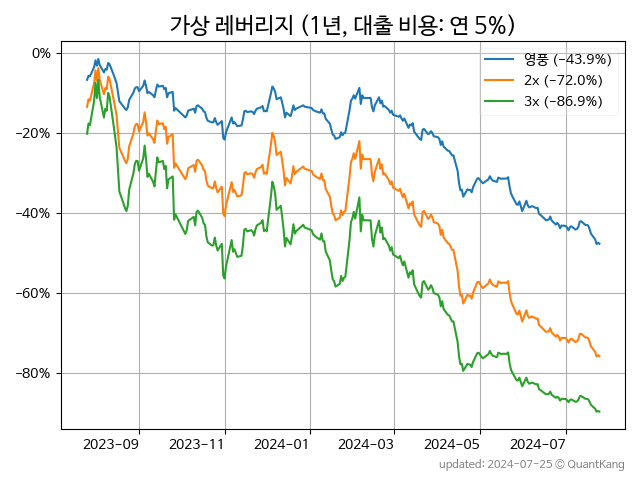 가상 레버리지 (1년, 대출 비용: 연 5%)
영풍 (−43.9%)
2x (−72.0%)
3x (−86.9%)
0%
−20%
−40%
−60%
−80%
2023−09 2023−11 2024−01 2024−03 2024−05 2024−07
updated: 2024-07-25 © QuantKang